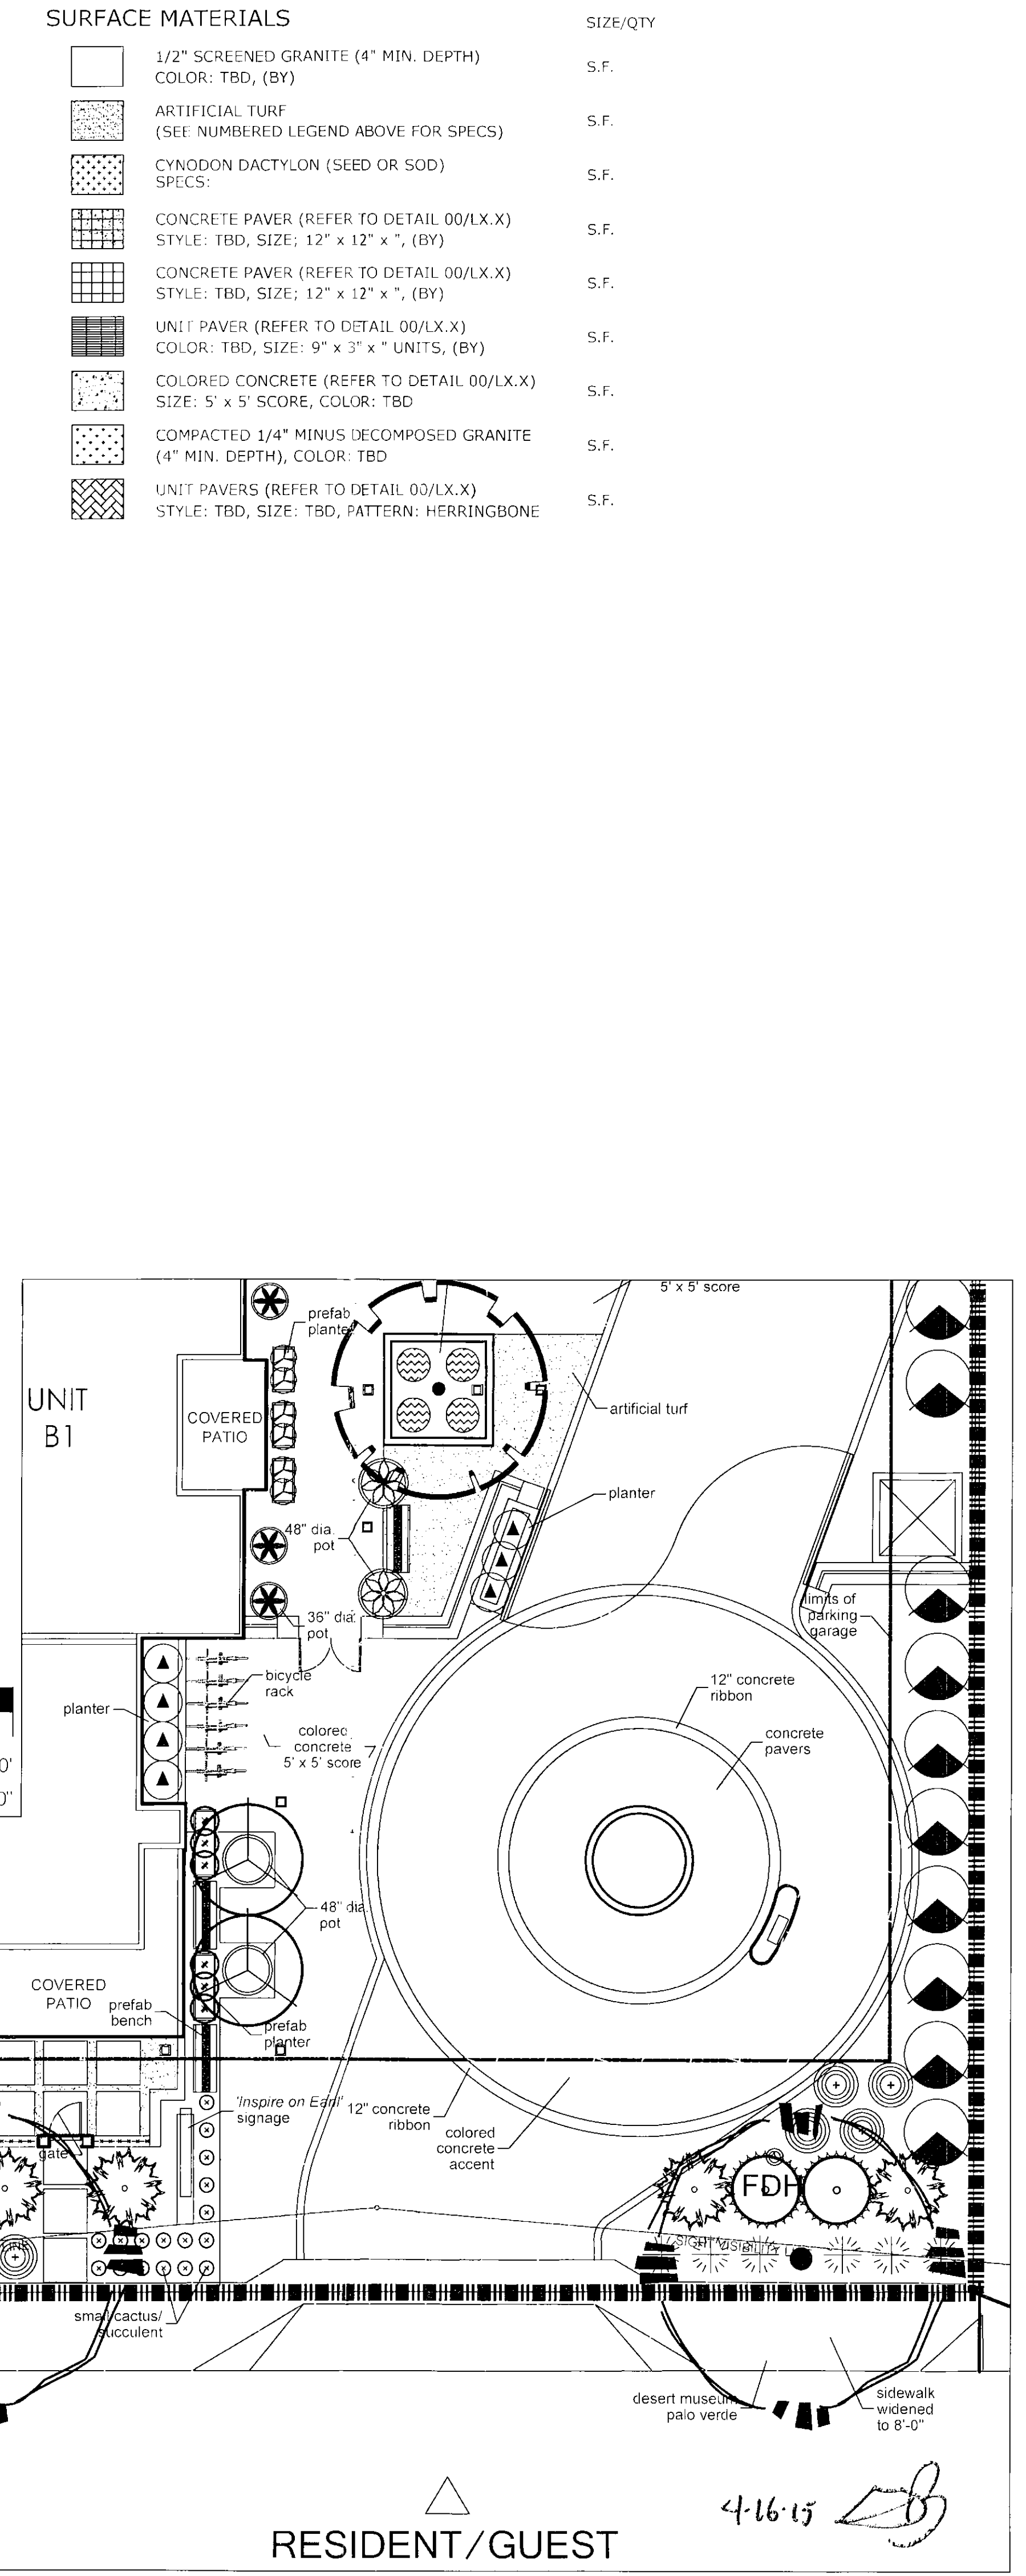 SURFACE MATERIALS
SIZE/QTY
1/2" SCREENED GRANITE (4" MIN. DEPTH)
COLOR: TBD, (BY)
S.F.
ARTIFICIAL TURF
(SEE NUMBERED LEGEND ABOVE FOR SPECS)
S.F.
CYNODON DACTYLON (SEED OR SOD)
SPECS:
S.F.
CONCRETE PAVER (REFER TO DETAIL 00/LX.X)
STYLE: TBD, SIZE; 12" x 12" x ", (BY)
S.F.
CONCRETE PAVER (REFER TO DETAIL 00/LX.X)
STYLE: TBD, SIZE; 12" x 12" x ", (BY)
S.F.
UNIT PAVER (REFER TO DETAIL 00/LX.X)
COLOR: TBD, SIZE: 9" x 3" x " UNITS, (BY)
S.F.
COLORED CONCRETE (REFER TO DETAIL 00/LX.X)
SIZE: 5' x 5' SCORE, COLOR: TBD
S.F.
COMPACTED 1/4" MINUS DECOMPOSED GRANITE
(4" MIN. DEPTH), COLOR: TBD
S.F.
UNIT PAVERS (REFER TO DETAIL 00/LX.X)
STYLE: TBD, SIZE: TBD, PATTERN: HERRINGBONE
S.F.
5' x 5' score
prefab
planter
UNIT
B1
COVERED
PATIO
artificial turf
planter
48" dia.
pot
36" dia.
pot
limits of
parking
garage
bicycle
rack
planter
12" concrete
ribbon
colored
concrete
5' x 5' score
concrete
pavers
0'
0"
48" dia.
pot
COVERED
PATIO
prefab
bench
prefab
planter
'Inspire on Earll'
signage
12" concrete
ribbon
colored
concrete
accent
gate
FDH
SIGHT VISIBILITY
LINE
small cactus/
succulent
desert museum
palo verde
sidewalk
widened
to 8'-0"
4-16-15
RESIDENT/GUEST